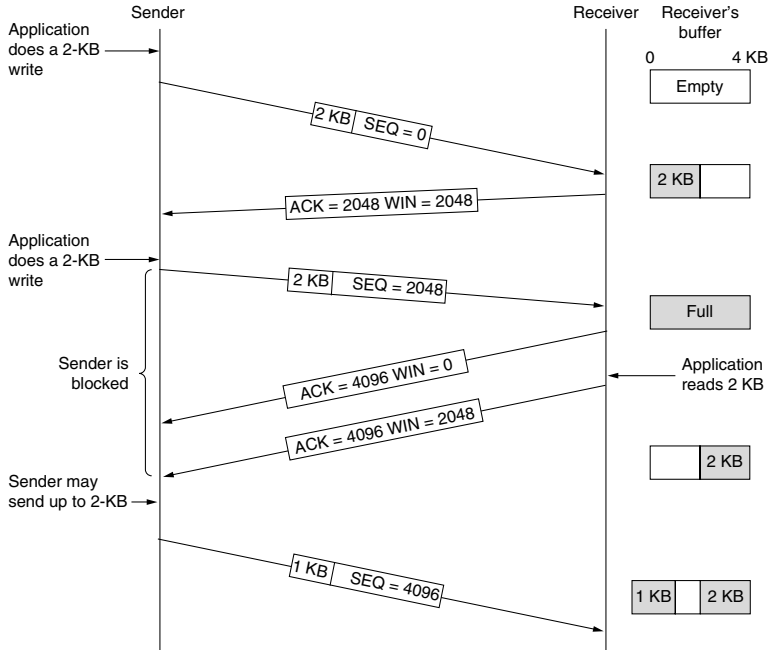 Sender
Receiver
Receiver's
buffer
Application
does a 2-KB
write
0
4 KB
Empty
2 KB
SEQ = 0
2 KB
ACK = 2048 WIN = 2048
Application
does a 2-KB
write
2 KB
SEQ = 2048
Full
Sender is
blocked
ACK = 4096 WIN = 0
Application
reads 2 KB
ACK = 4096 WIN = 2048
2 KB
Sender may
send up to 2-KB
1 KB
SEQ = 4096
1 KB
2 KB